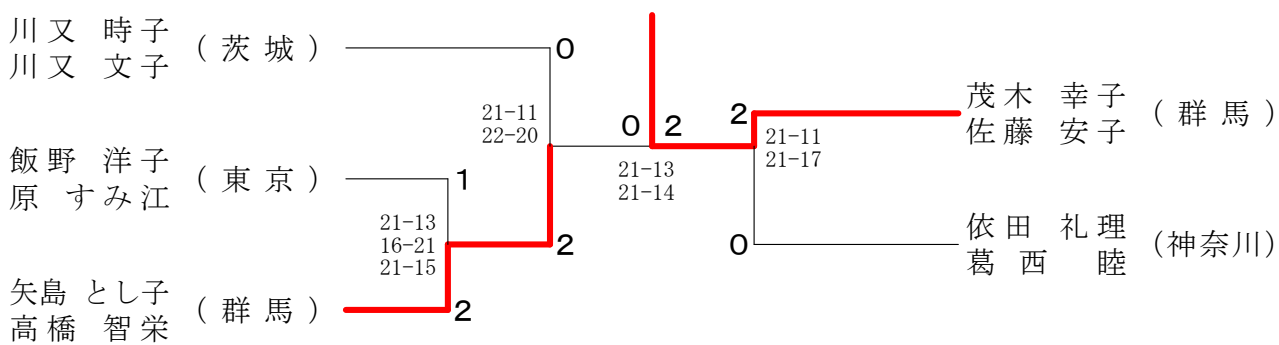 川又 時子
川又 文子
(茨城)
0
21-11
22-20
飯野 洋子
原 すみ江
(東京)
1
21-13
16-21
21-15
2
矢島 とし子
高橋 智栄
(群馬)
2
0 2
21-13
21-14
2
21-11
21-17
茂木 幸子
佐藤 安子
(群馬)
0
依田 礼理
葛西 睦
(神奈川)